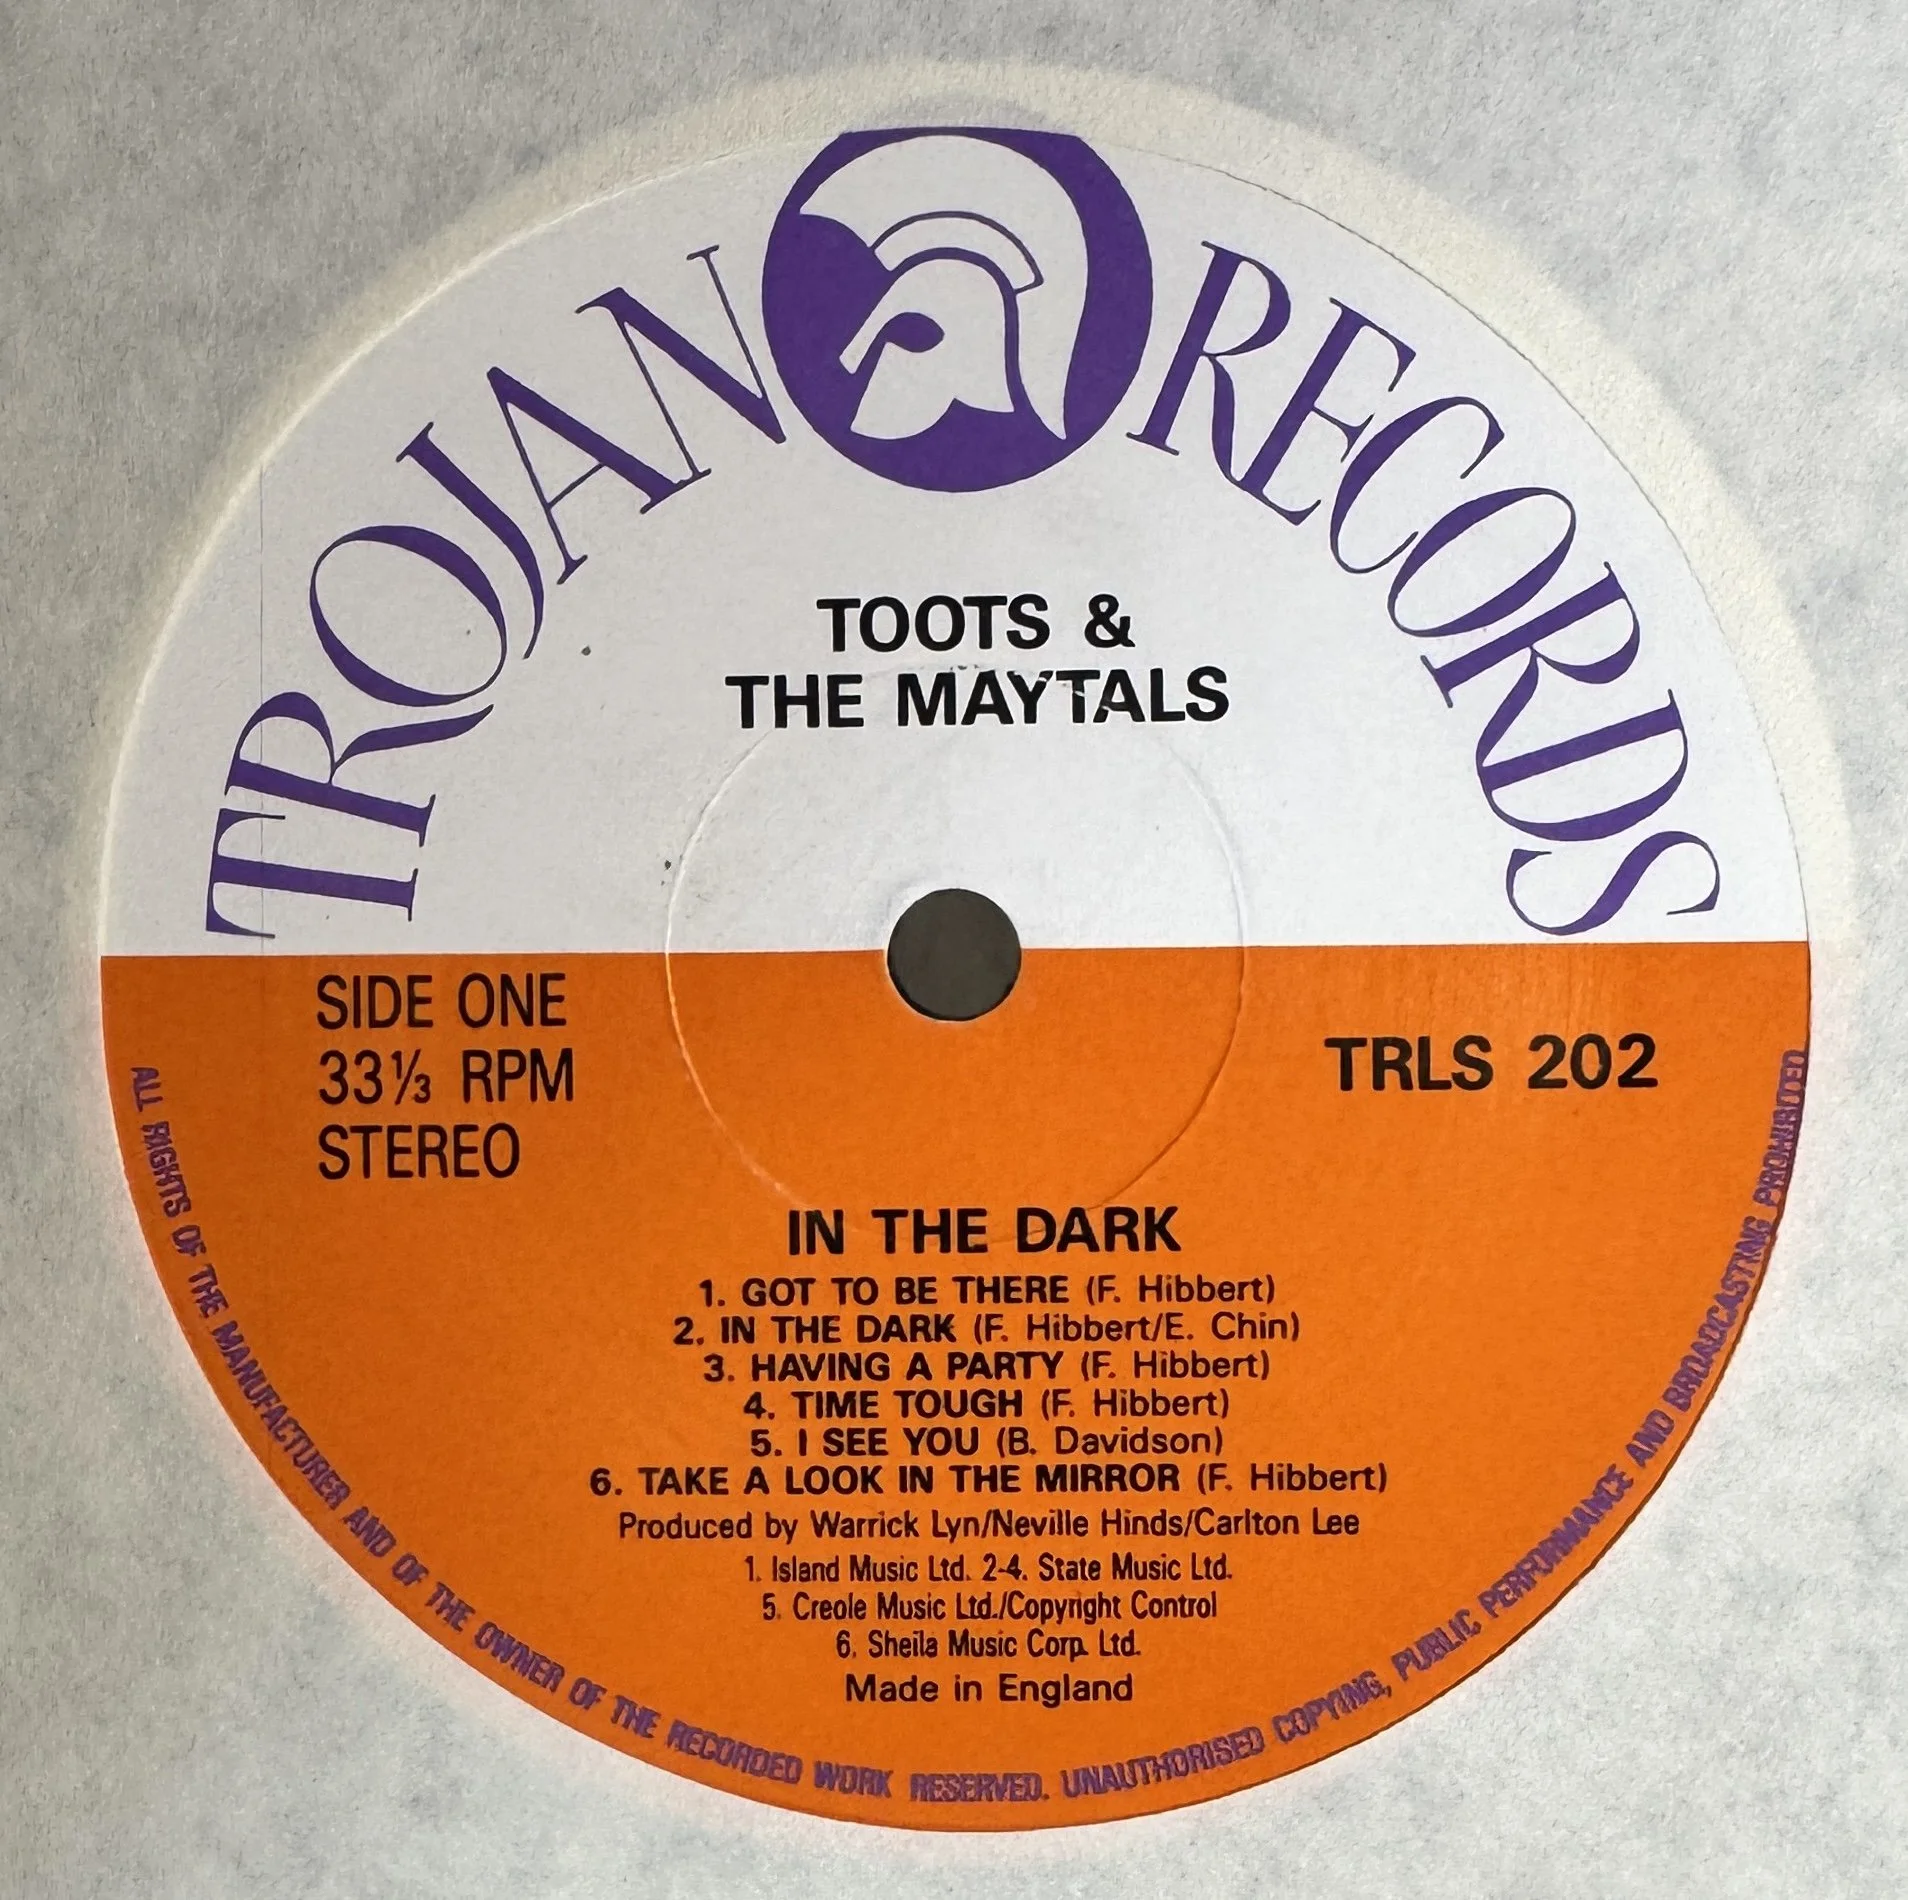 TROJAN RECORDS
TOOTS &
THE MAYTALS
SIDE ONE
33⅓ RPM
STEREO
TRLS 202
IN THE DARK
1. GOT TO BE THERE (F. Hibbert)
2. IN THE DARK (F. Hibbert/E. Chin)
3. HAVING A PARTY (F. Hibbert)
4. TIME TOUGH (F. Hibbert)
5. I SEE YOU (B. Davidson)
6. TAKE A LOOK IN THE MIRROR (F. Hibbert)
Produced by Warrick Lyn/Neville Hinds/Carlton Lee
1. Island Music Ltd. 2-4. State Music Ltd.
5. Creole Music Ltd./Copyright Control
6. Sheila Music Corp. Ltd.
Made in England
ALL RIGHTS OF THE MANUFACTURER AND OF THE OWNER OF THE RECORDED WORK RESERVED. UNAUTHORISED COPYING, PUBLIC PERFORMANCE AND BROADCASTING PROHIBITED